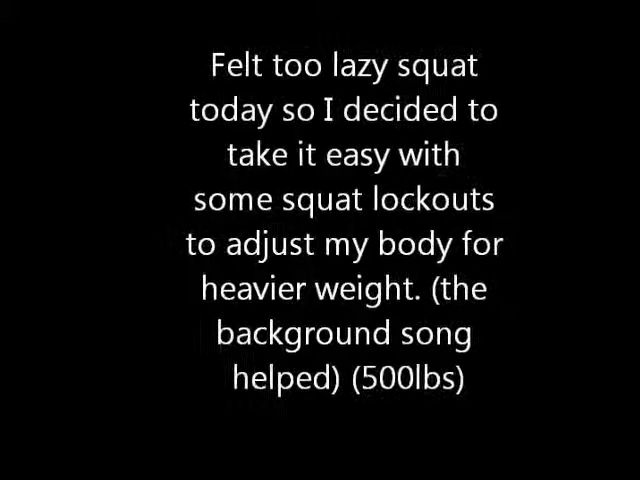 Felt too lazy squat
today so I decided to
take it easy with
some squat lockouts
to adjust my body for
heavier weight. (the
background song
helped) (500lbs)